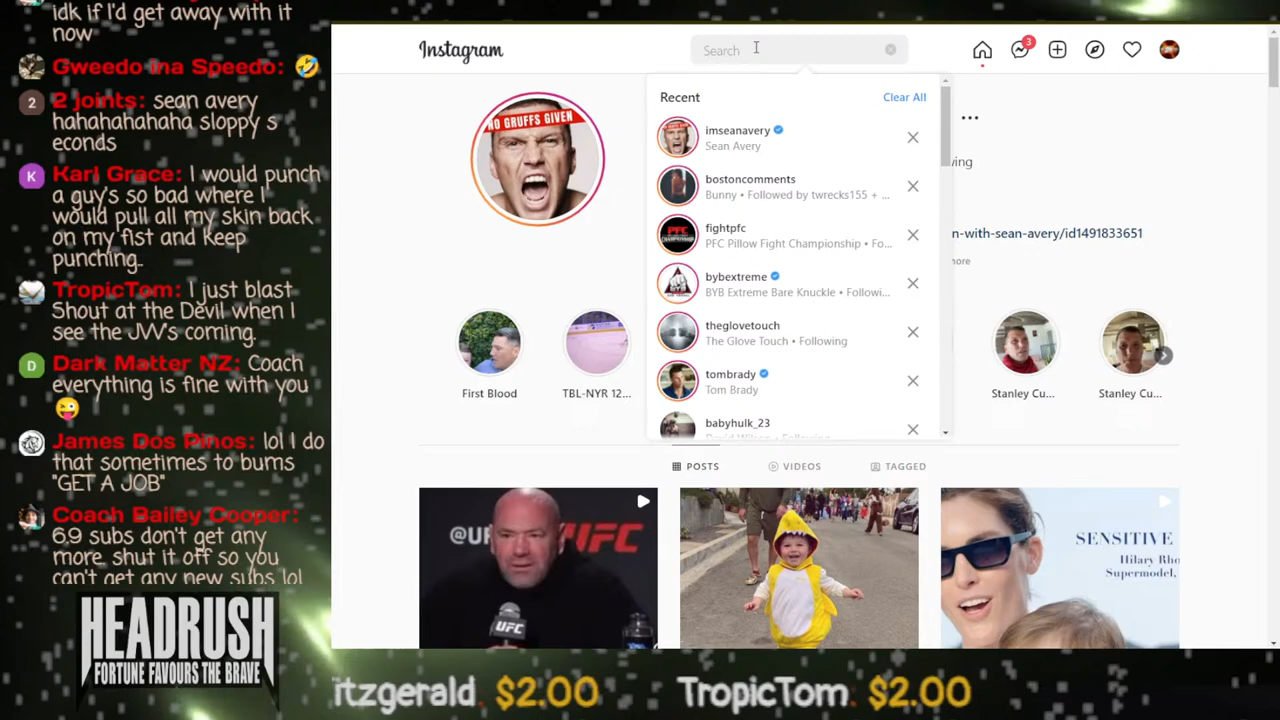 idk if I'd get away with it
now
Gweedo ina Speedo: 🤣
2 joints: sean avery
hahahahahaha sloppy s
econds
Karl Grace: I would punch
a guy's so bad where I
would pull all my skin back
on my fist and keep
punching..
TropicTom: I just blast
Shout at the Devil when I
see the JW's coming.
Dark Matter NZ: Coach
everything is fine with you
😜
James Dos Pinos: lol I do
that sometimes to bums
"GET A JOB"
Coach Bailey Cooper:
69 subs don't get any
more. shut it off so you
can't get any new subs lol
HEADRUSH
FORTUNE FAVOURS THE BRAVE
Instagram
Search
3
Recent
Clear All
imseanavery
Sean Avery
bostoncomments
Bunny • Followed by twrecks155 + ...
fightpfc
PFC Pillow Fight Championship • Fo...
bybextreme
BYB Extreme Bare Knuckle • Followi...
theglovetouch
The Glove Touch • Following
tombrady
Tom Brady
babyhulk_23
David Wilson • Following
NO GRUFFS GIVEN
...
wing
n-with-sean-avery/id1491833651
more
First Blood
TBL-NYR 12...
Stanley Cu...
Stanley Cu...
POSTS
VIDEOS
TAGGED
@UF
UFC
UFC
SENSITIVE
Hilary Rho
Supermodel,
itzgerald. $2.00
TropicTom. $2.00